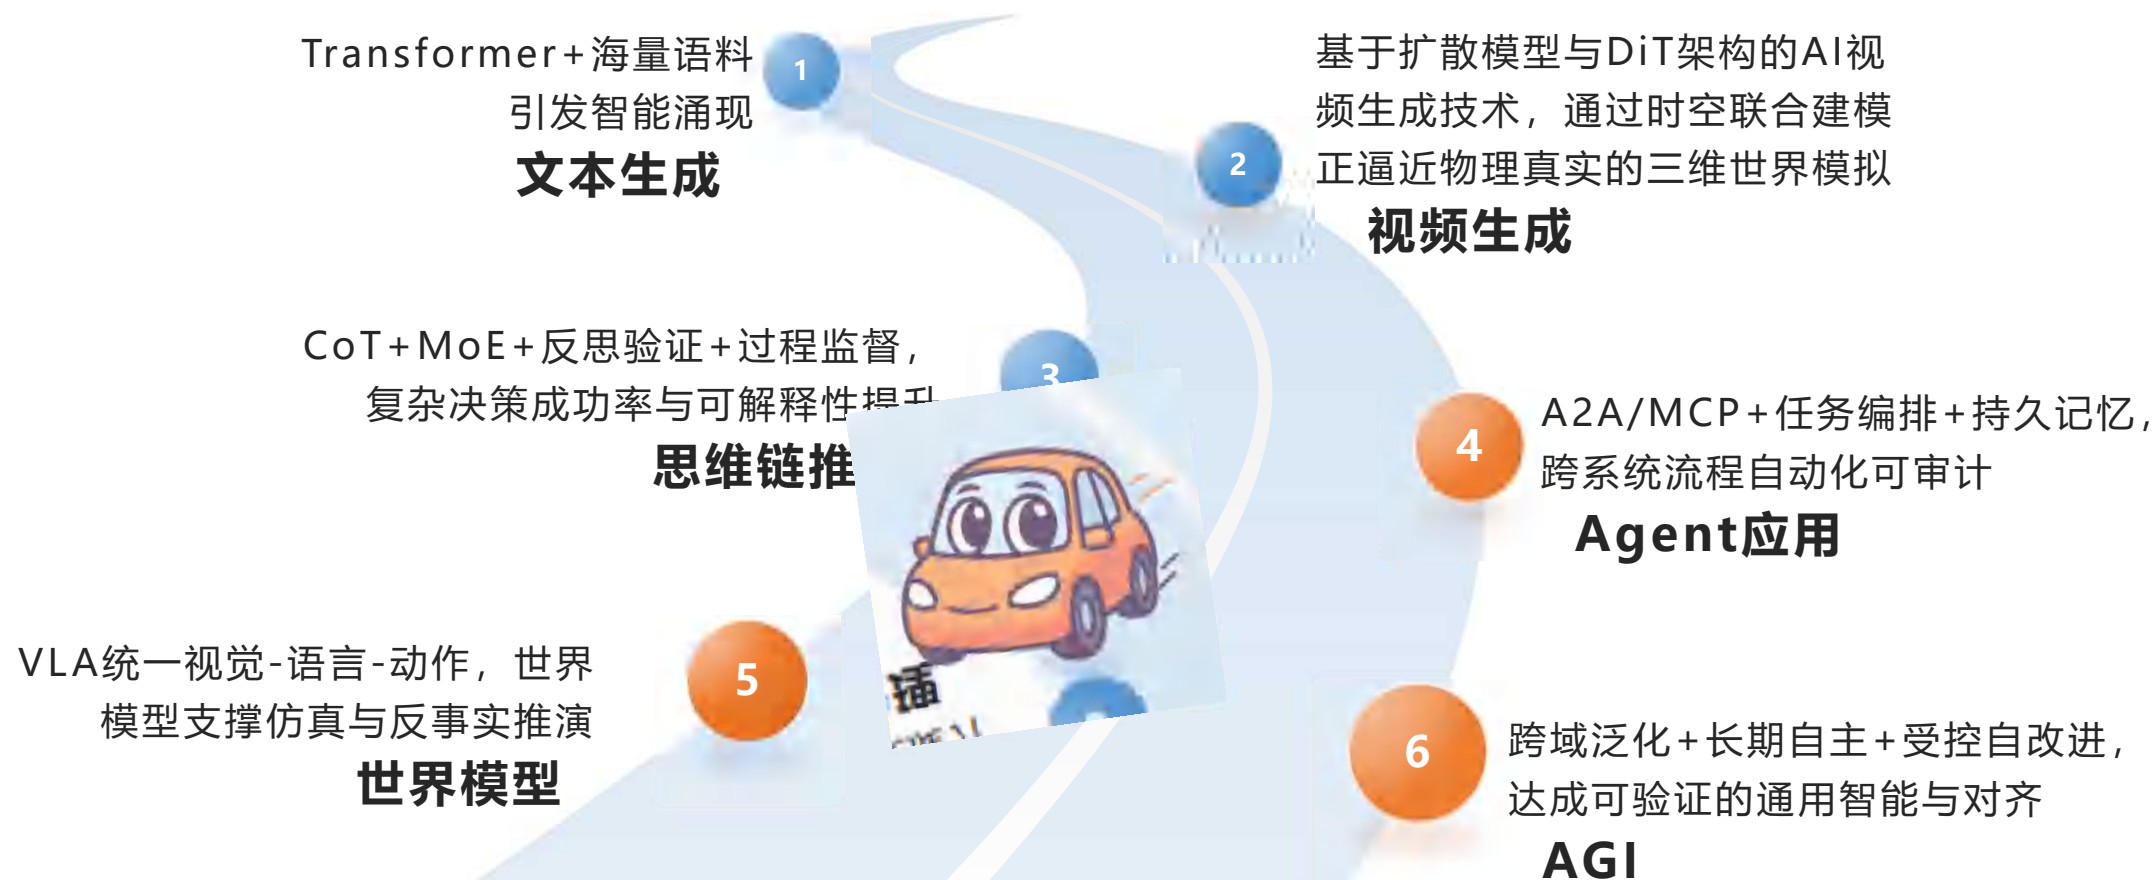 Transformer+海量语料
引发智能涌现
文本生成
1
基于扩散模型与DiT架构的AI视
频生成技术，通过时空联合建模
正逼近物理真实的三维世界模拟
视频生成
2
CoT+MoE+反思验证+过程监督，
复杂决策成功率与可解释性提升
思维链推
3
A2A/MCP+任务编排+持久记忆，
跨系统流程自动化可审计
Agent应用
4
VLA统一视觉-语言-动作，世界
模型支撑仿真与反事实推演
世界模型
5
跨域泛化+长期自主+受控自改进，
达成可验证的通用智能与对齐
AGI
6